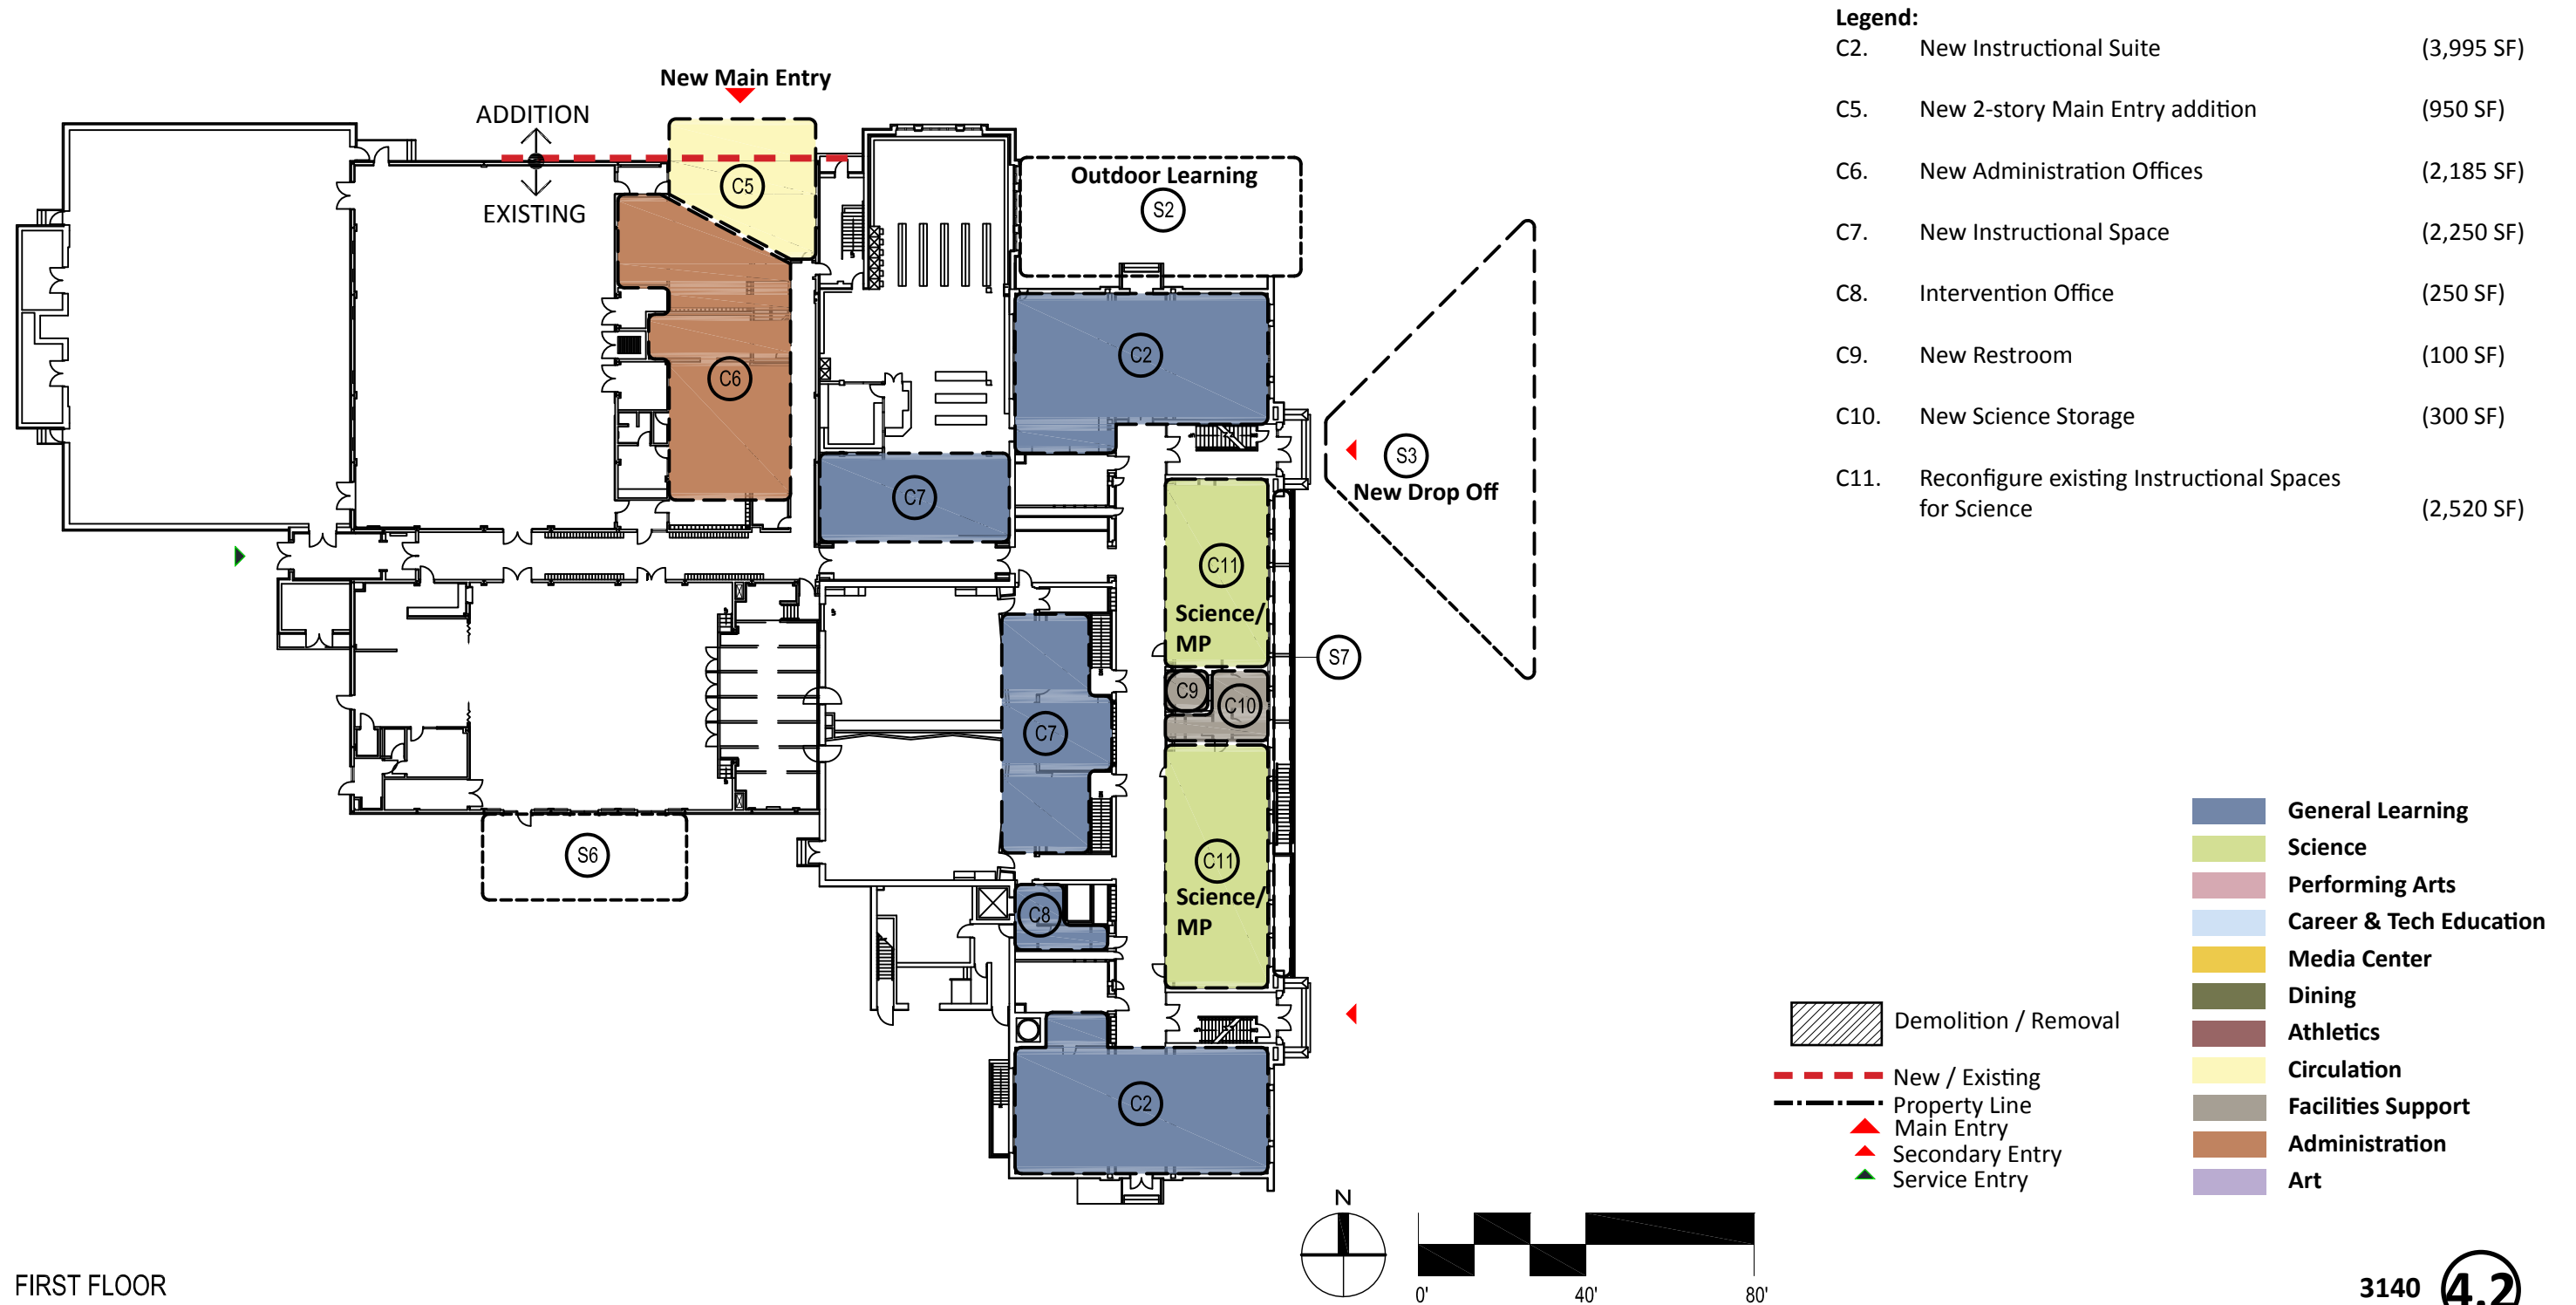 Legend:
C2. New Instructional Suite (3,995 SF)
C5. New 2-story Main Entry addition (950 SF)
C6. New Administration Offices (2,185 SF)
C7. New Instructional Space (2,250 SF)
C8. Intervention Office (250 SF)
C9. New Restroom (100 SF)
C10. New Science Storage (300 SF)
C11. Reconfigure existing Instructional Spaces
for Science (2,520 SF)
New Main Entry
ADDITION
EXISTING
C5
Outdoor Learning
S2
C2
C6
S3
New Drop Off
C7
C11
Science/
MP
S7
C9
C10
C7
C11
Science/
MP
S6
C8
C2
General Learning
Science
Performing Arts
Career & Tech Education
Media Center
Dining
Athletics
Circulation
Facilities Support
Administration
Art
Demolition / Removal
New / Existing
Property Line
Main Entry
Secondary Entry
Service Entry
N
0'
40'
80'
FIRST FLOOR
3140
4.2